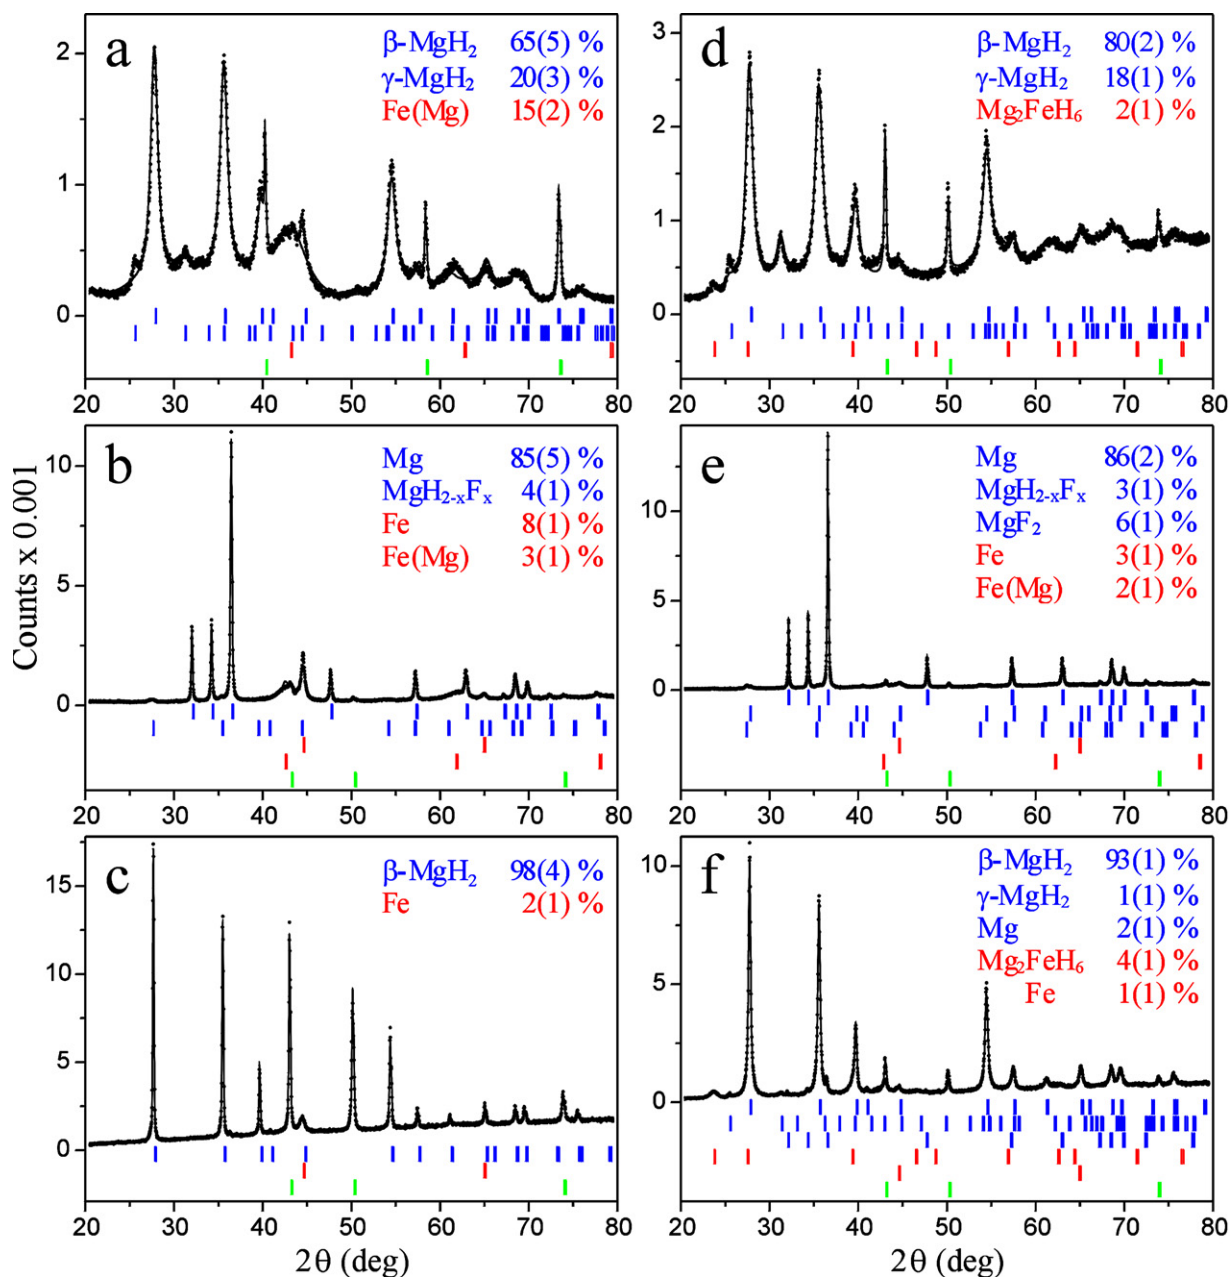 a
β-MgH₂ 65(5) %
γ-MgH₂ 20(3) %
Fe(Mg) 15(2) %
2
1
0
20 30 40 50 60 70 80
d
β-MgH₂ 80(2) %
γ-MgH₂ 18(1) %
Mg₂FeH₆ 2(1) %
3
2
1
0
20 30 40 50 60 70 80
Counts x 0.001
b
Mg 85(5) %
MgH₂₋ₓFₓ 4(1) %
Fe 8(1) %
Fe(Mg) 3(1) %
10
5
0
20 30 40 50 60 70 80
e
Mg 86(2) %
MgH₂₋ₓFₓ 3(1) %
MgF₂ 6(1) %
Fe 3(1) %
Fe(Mg) 2(1) %
10
5
0
20 30 40 50 60 70 80
c
β-MgH₂ 98(4) %
Fe 2(1) %
15
10
5
0
20 30 40 50 60 70 80
2θ (deg)
f
β-MgH₂ 93(1) %
γ-MgH₂ 1(1) %
Mg 2(1) %
Mg₂FeH₆ 4(1) %
Fe 1(1) %
10
5
0
20 30 40 50 60 70 80
2θ (deg)